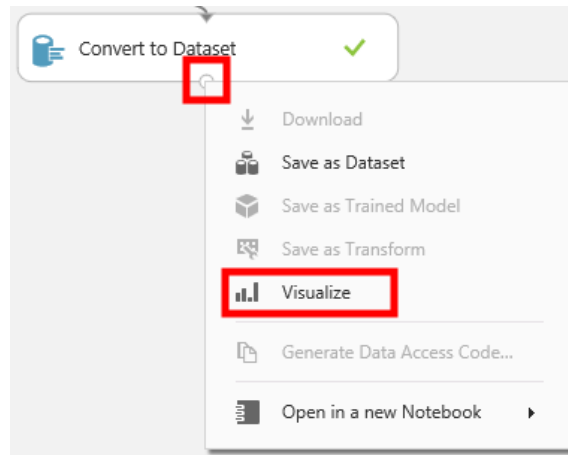 Convert to Dataset
Download
Save as Dataset
Save as Trained Model
Save as Transform
Visualize
Generate Data Access Code...
Open in a new Notebook